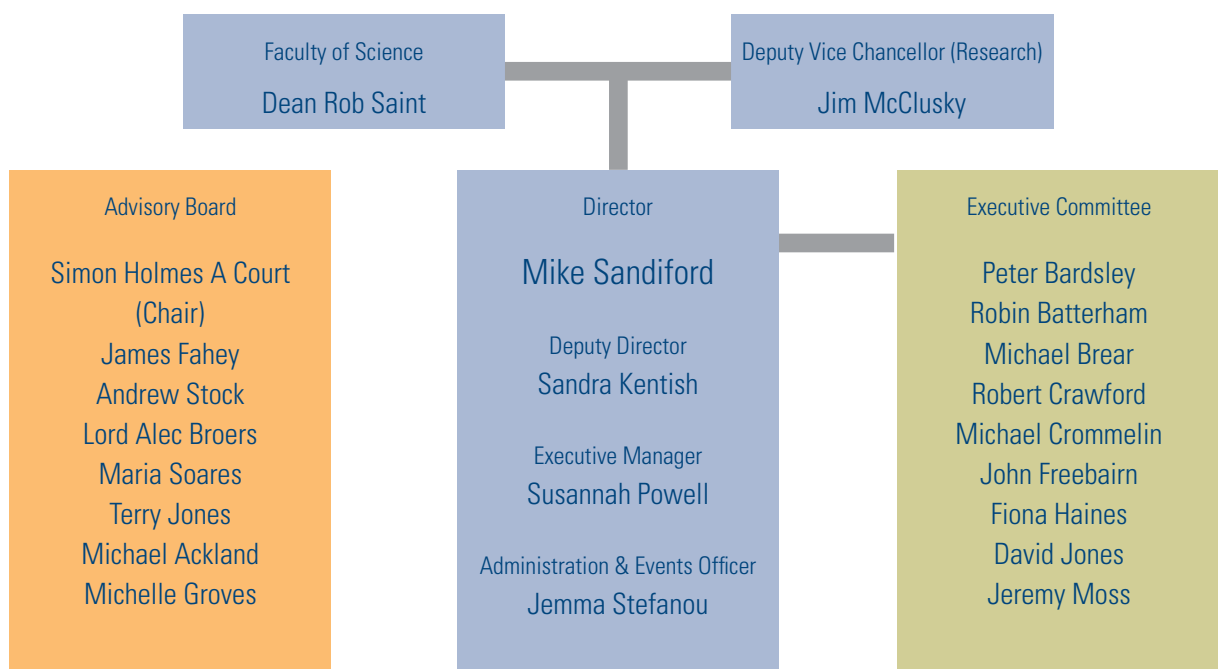 Faculty of Science
Dean Rob Saint
Deputy Vice Chancellor (Research)
Jim McClusky
Advisory Board
Simon Holmes A Court
(Chair)
James Fahey
Andrew Stock
Lord Alec Broers
Maria Soares
Terry Jones
Michael Ackland
Michelle Groves
Director
Mike Sandiford
Deputy Director
Sandra Kentish
Executive Manager
Susannah Powell
Administration & Events Officer
Jemma Stefanou
Executive Committee
Peter Bardsley
Robin Batterham
Michael Brear
Robert Crawford
Michael Crommelin
John Freebairn
Fiona Haines
David Jones
Jeremy Moss